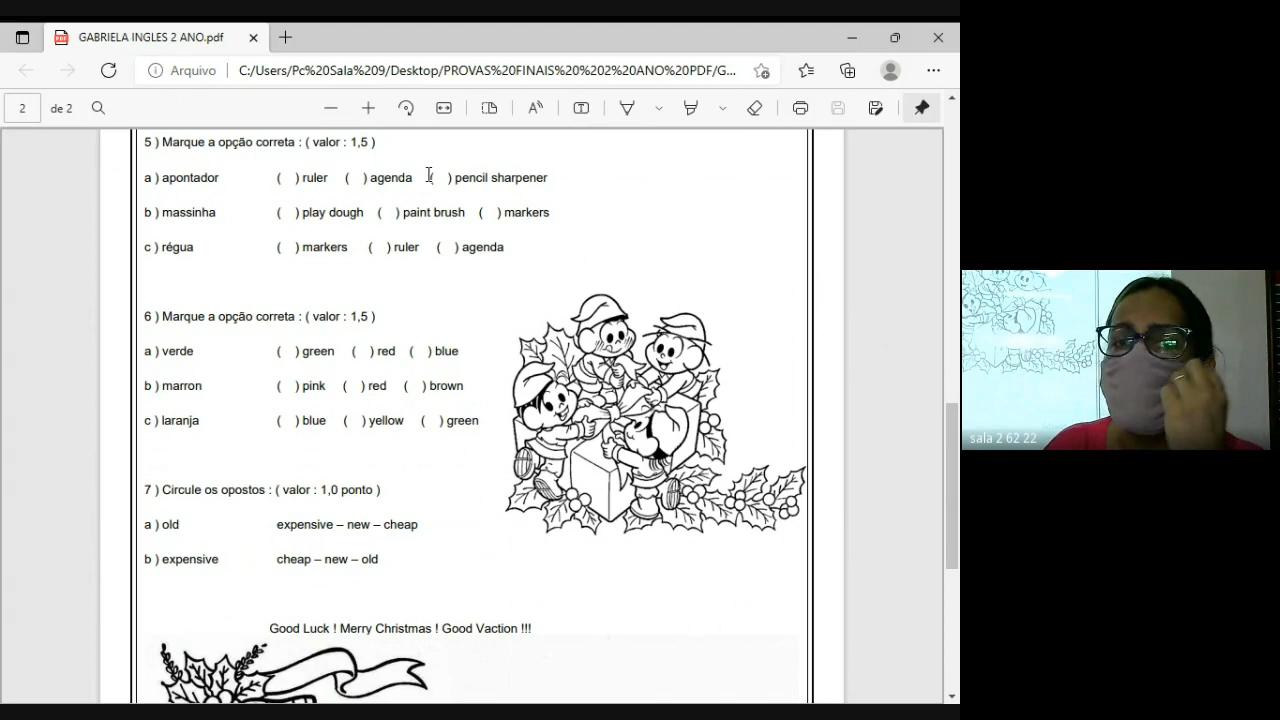 GABRIELA INGLES 2 ANO.pdf
Arquivo C:/Users/Pc%20Sala%209/Desktop/PROVAS%20FINAIS%20%202%20ANO%20PDF/G...
2 de 2
5 ) Marque a opção correta : ( valor : 1,5 )
a ) apontador ( ) ruler ( ) agenda ( ) pencil sharpener
b ) massinha ( ) play dough ( ) paint brush ( ) markers
c ) régua ( ) markers ( ) ruler ( ) agenda
6 ) Marque a opção correta : ( valor : 1,5 )
a ) verde ( ) green ( ) red ( ) blue
b ) marron ( ) pink ( ) red ( ) brown
c ) laranja ( ) blue ( ) yellow ( ) green
7 ) Circule os opostos : ( valor : 1,0 ponto )
a ) old expensive – new – cheap
b ) expensive cheap – new – old
Good Luck ! Merry Christmas ! Good Vaction !!!
sala 2 62 22